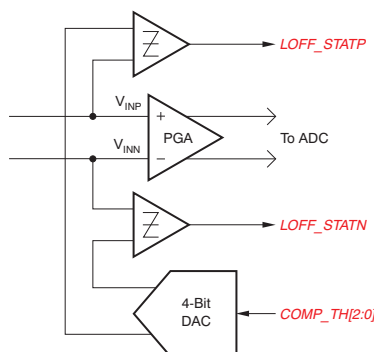 LOFF_STATP
VINP
+
PGA
To ADC
VINN
−
LOFF_STATN
4-Bit
DAC
COMP_TH[2:0]